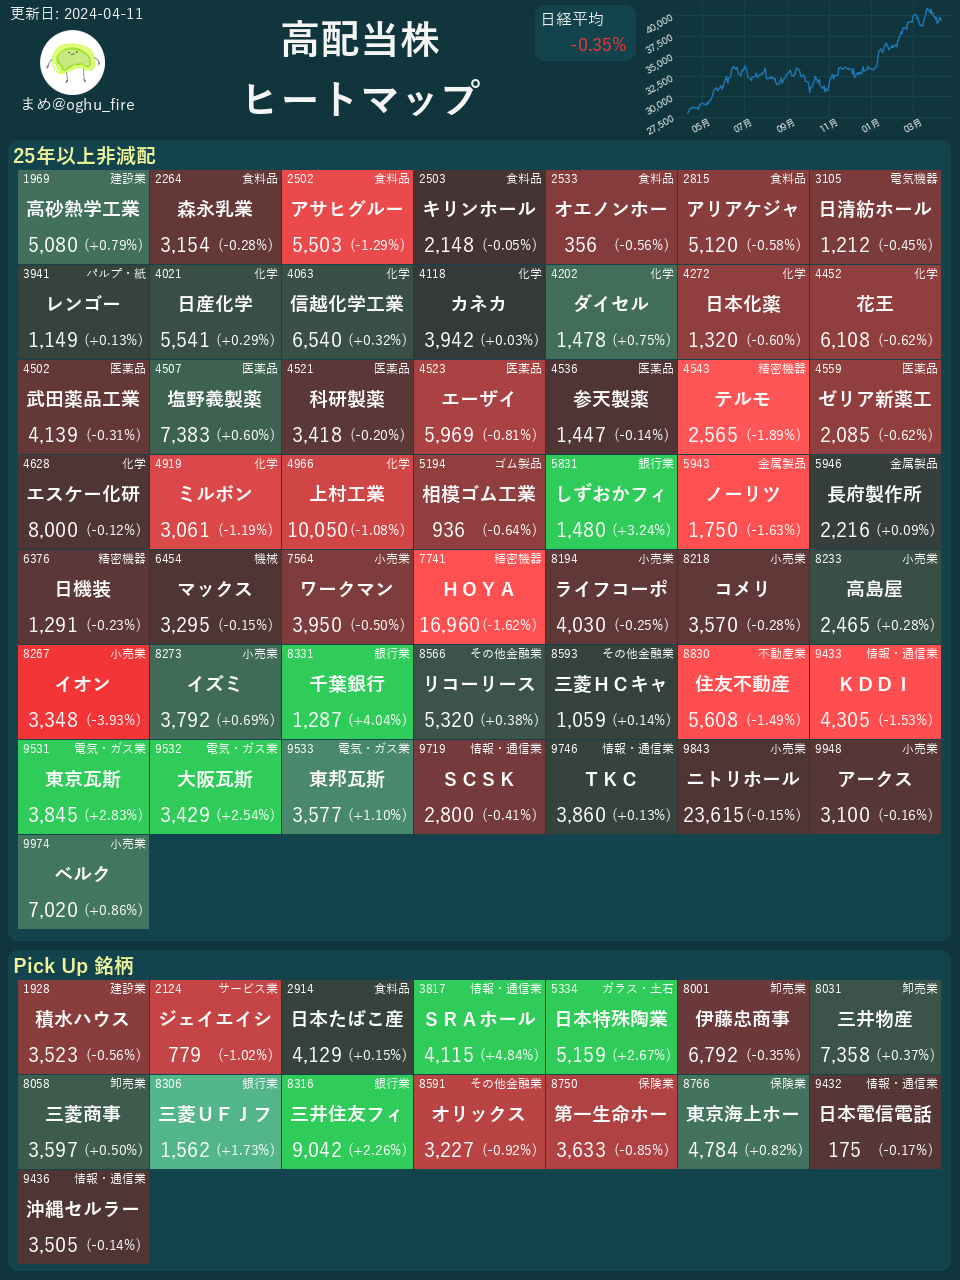 更新日: 2024-04-11
まめ@oghu_fire
高配当株
ヒートマップ
日経平均
-0.35%
40,000
37,500
35,000
32,500
30,000
27,500
05月 07月 09月 11月 01月 03月
25年以上非減配
1969 建設業 2264 食料品 2502 食料品 2503 食料品 2533 食料品 2815 食料品 3105 電気機器
高砂熱学工業 森永乳業 アサヒグルー キリンホール オエノンホー アリアケジャ 日清紡ホール
5,080 (+0.79%) 3,154 (-0.28%) 5,503 (-1.29%) 2,148 (-0.05%) 356 (-0.56%) 5,120 (-0.58%) 1,212 (-0.45%)
3941 パルプ・紙 4021 化学 4063 化学 4118 化学 4202 化学 4272 化学 4452 化学
レンゴー 日産化学 信越化学工業 カネカ ダイセル 日本化薬 花王
1,149 (+0.13%) 5,541 (+0.29%) 6,540 (+0.32%) 3,942 (+0.03%) 1,478 (+0.75%) 1,320 (-0.60%) 6,108 (-0.62%)
4502 医薬品 4507 医薬品 4521 医薬品 4523 医薬品 4536 医薬品 4543 精密機器 4559 医薬品
武田薬品工業 塩野義製薬 科研製薬 エーザイ 参天製薬 テルモ ゼリア新薬工
4,139 (-0.31%) 7,383 (+0.60%) 3,418 (-0.20%) 5,969 (-0.81%) 1,447 (-0.14%) 2,565 (-1.89%) 2,085 (-0.62%)
4628 化学 4919 化学 4966 化学 5194 ゴム製品 5831 銀行業 5943 金属製品 5946 金属製品
エスケー化研 ミルボン 上村工業 相模ゴム工業 しずおかフィ ノーリツ 長府製作所
8,000 (-0.12%) 3,061 (-1.19%) 10,050 (-1.08%) 936 (-0.64%) 1,480 (+3.24%) 1,750 (-1.63%) 2,216 (+0.09%)
6376 精密機器 6454 機械 7564 小売業 7741 精密機器 8194 小売業 8218 小売業 8233 小売業
日機装 マックス ワークマン ＨＯＹＡ ライフコーポ コメリ 高島屋
1,291 (-0.23%) 3,295 (-0.15%) 3,950 (-0.50%) 16,960 (-1.62%) 4,030 (-0.25%) 3,570 (-0.28%) 2,465 (+0.28%)
8267 小売業 8273 小売業 8331 銀行業 8566 その他金融業 8593 その他金融業 8830 不動産業 9433 情報・通信業
イオン イズミ 千葉銀行 リコーリース 三菱ＨＣキャ 住友不動産 ＫＤＤＩ
3,348 (-3.93%) 3,792 (+0.69%) 1,287 (+4.04%) 5,320 (+0.38%) 1,059 (+0.14%) 5,608 (-1.49%) 4,305 (-1.53%)
9531 電気・ガス業 9532 電気・ガス業 9533 電気・ガス業 9719 情報・通信業 9746 情報・通信業 9843 小売業 9948 小売業
東京瓦斯 大阪瓦斯 東邦瓦斯 ＳＣＳＫ ＴＫＣ ニトリホール アークス
3,845 (+2.83%) 3,429 (+2.54%) 3,577 (+1.10%) 2,800 (-0.41%) 3,860 (+0.13%) 23,615 (-0.15%) 3,100 (-0.16%)
9974 小売業
ベルク
7,020 (+0.86%)
Pick Up 銘柄
1928 建設業 2124 サービス業 2914 食料品 3817 情報・通信業 5334 ガラス・土石 8001 卸売業 8031 卸売業
積水ハウス ジェイエイシ 日本たばこ産 ＳＲＡホール 日本特殊陶業 伊藤忠商事 三井物産
3,523 (-0.56%) 779 (-1.02%) 4,129 (+0.15%) 4,115 (+4.84%) 5,159 (+2.67%) 6,792 (-0.35%) 7,358 (+0.37%)
8058 卸売業 8306 銀行業 8316 銀行業 8591 その他金融業 8750 保険業 8766 保険業 9432 情報・通信業
三菱商事 三菱ＵＦＪフ 三井住友フィ オリックス 第一生命ホー 東京海上ホー 日本電信電話
3,597 (+0.50%) 1,562 (+1.73%) 9,042 (+2.26%) 3,227 (-0.92%) 3,633 (-0.85%) 4,784 (+0.82%) 175 (-0.17%)
9436 情報・通信業
沖縄セルラー
3,505 (-0.14%)